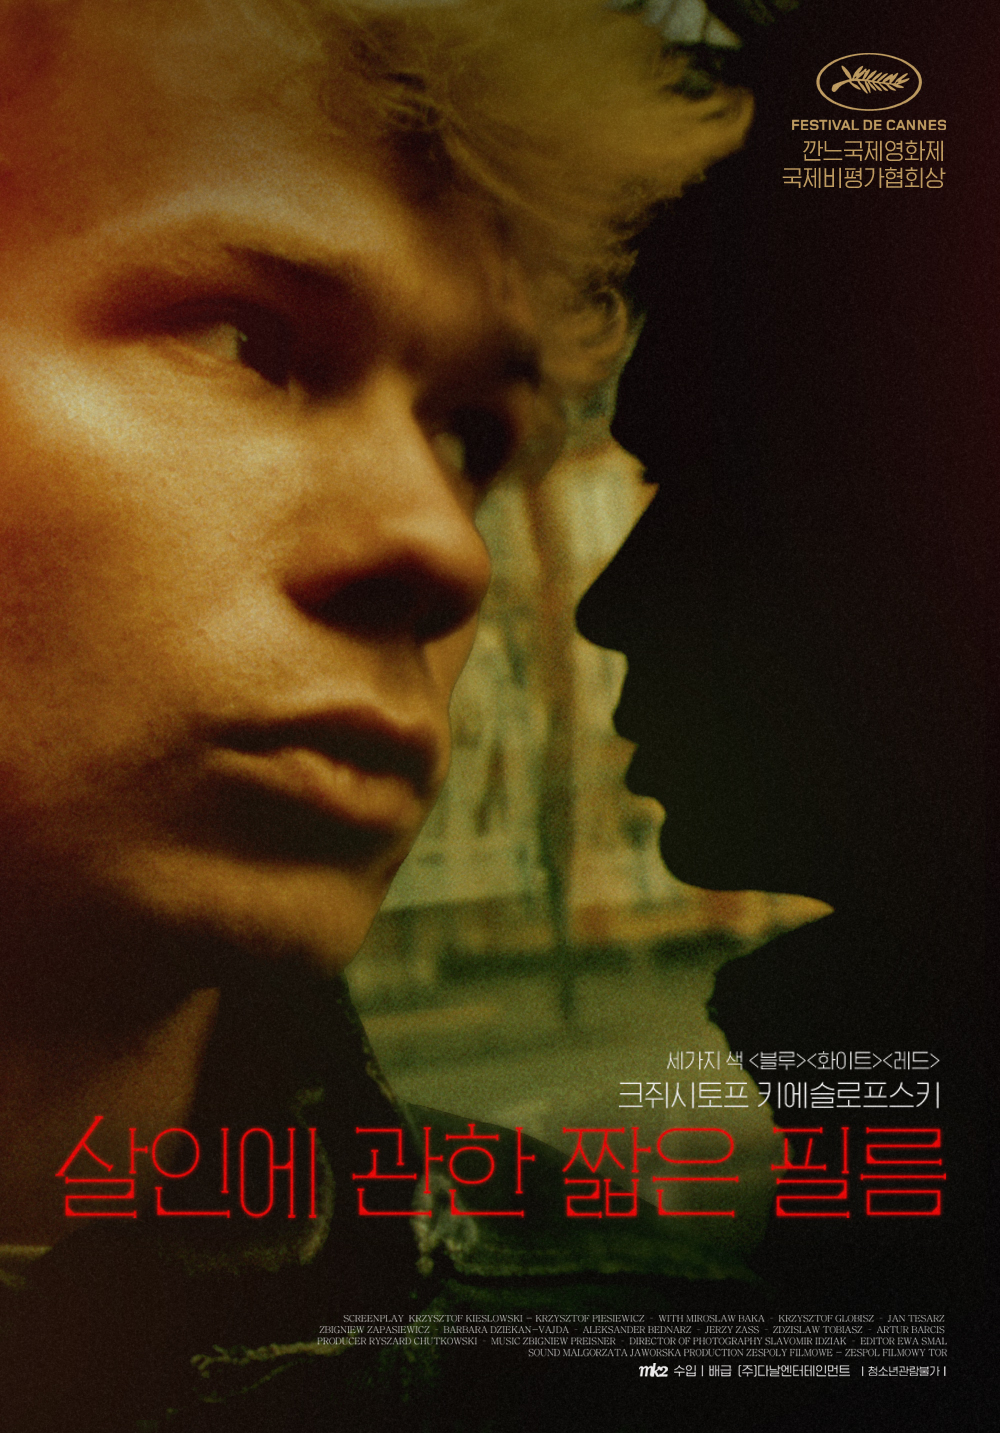 FESTIVAL DE CANNES
깐느국제영화제
국제비평가협회상
세가지 색 <블루><화이트><레드>
크쥐시토프 키에슬로프스키
살인에 관한 짧은 필름
SCREENPLAY KRZYSZTOF KIESLOWSKI - KRZYSZTOF PIESIEWICZ - WITH MIROSLAW BAKA - KRZYSZTOF GLOBISZ - JAN TESARZ
ZBIGNIEW ZAPASIEWICZ - BARBARA DZIEKAN-VAJDA - ALEKSANDER BEDNARZ - JERZY ZASS - ZDZISLAW TOBIASZ - ARTUR BARCIS
PRODUCER RYSZARD CHUTKOWSKI - MUSIC ZBIGNIEW PREISNER - DIRECTOR OF PHOTOGRAPHY SLAVOMIR IDZIAK - EDITOR EWA SMAL
SOUND MALGORZATA JAWORSKA PRODUCTION ZESPOLY FILMOWE - ZESPOL FILMOWY TOR
mk2 수입 | 배급 (주)다날엔터테인먼트 | 청소년관람불가 |